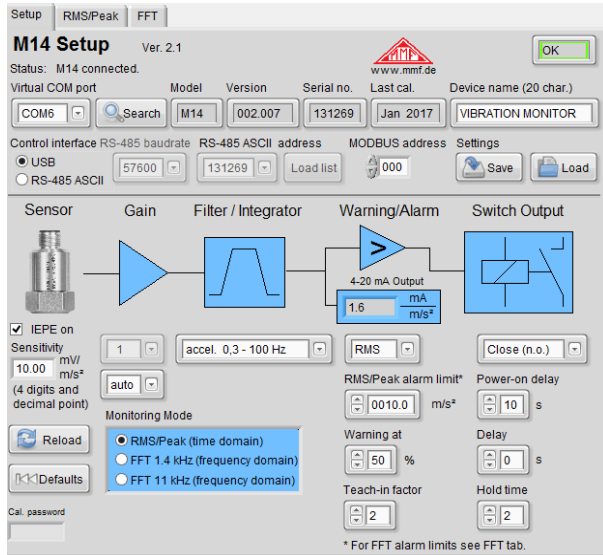 Setup RMS/Peak FFT
M14 Setup Ver. 2.1
MMF
OK
Status: M14 connected.
www.mmf.de
Virtual COM port Model Version Serial no. Last cal. Device name (20 char.)
COM6 Search M14 002.007 131269 Jan 2017 VIBRATION MONITOR
Control interface RS-485 baudrate RS-485 ASCII address MODBUS address Settings
USB
57600 131269 Load list 000 Save Load
RS-485 ASCII
Sensor Gain Filter / Integrator Warning/Alarm Switch Output
>
4-20 mA Output
1.6 mA
m/s²
IEPE on
Sensitivity
10.00 mV/
m/s²
(4 digits and
decimal point)
1 accel. 0,3 - 100 Hz RMS Close (n.o.)
auto
RMS/Peak alarm limit* Power-on delay
0010.0 m/s² 10 s
Monitoring Mode
RMS/Peak (time domain)
FFT 1.4 kHz (frequency domain)
FFT 11 kHz (frequency domain)
Warning at Delay
50 % 0 s
Reload
Defaults
Teach-in factor Hold time
2 2
Cal. password
* For FFT alarm limits see FFT tab.